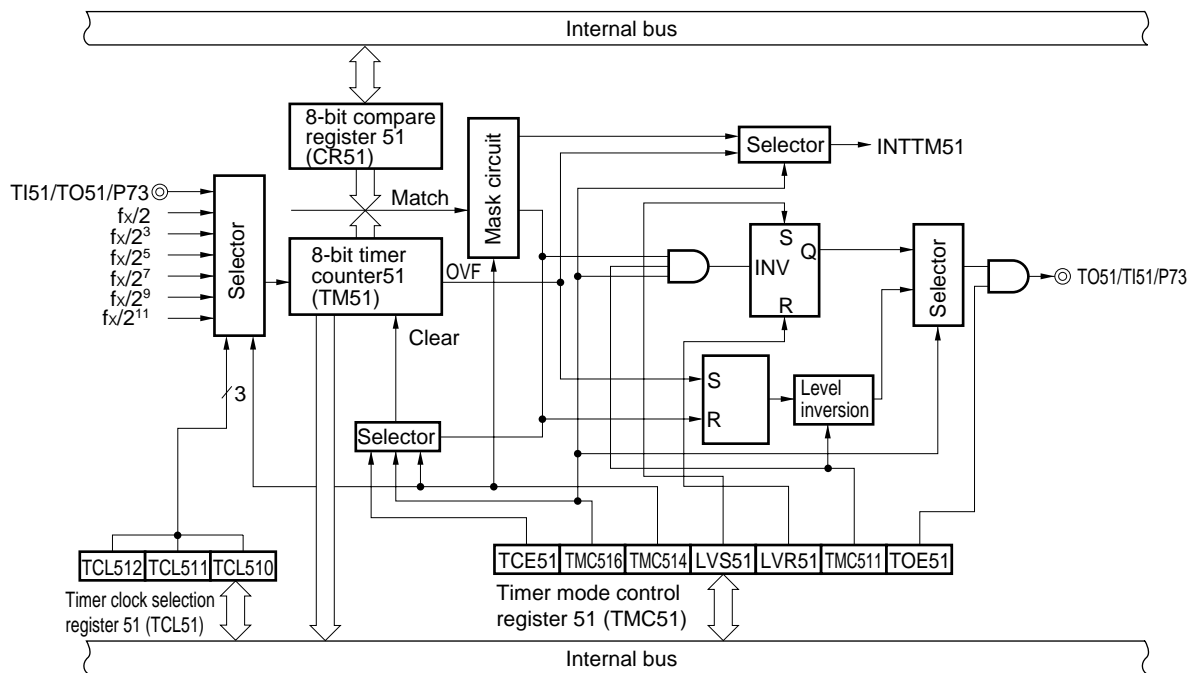 Internal bus
8-bit compare
register 51
(CR51)
Mask circuit
Selector
INTTM51
TI51/TO51/P73
fx/2
fx/2³
fx/2⁵
fx/2⁷
fx/2⁹
fx/2¹¹
Selector
Match
8-bit timer
counter51
(TM51)
OVF
Clear
S
Q
INV
R
Selector
TO51/TI51/P73
3
S
R
Level
inversion
Selector
TCE51 TMC516 TMC514 LVS51 LVR51 TMC511 TOE51
TCL512 TCL511 TCL510
Timer clock selection
register 51 (TCL51)
Timer mode control
register 51 (TMC51)
Internal bus